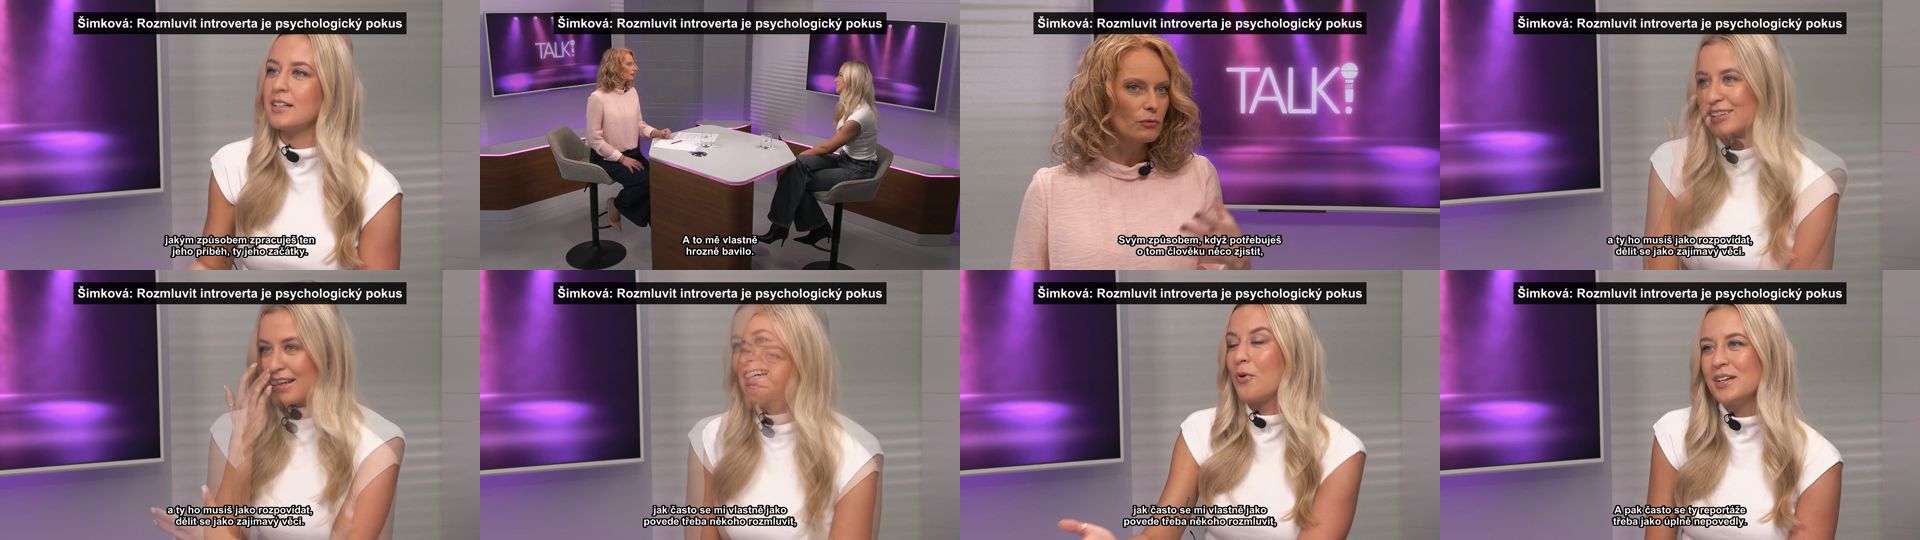 Šimková: Rozmluvit introverta je psychologický pokus
jakým způsobem zpracuješ ten
jeho příběh, ty jeho začátky.
Šimková: Rozmluvit introverta je psychologický pokus
TALK!
A to mě vlastně
hrozně bavilo.
Šimková: Rozmluvit introverta je psychologický pokus
TALK!
Svým způsobem, když potřebuješ
o tom člověku něco zjistit,
Šimková: Rozmluvit introverta je psychologický pokus
a ty ho musíš jako rozpovídat,
dělit se jako zajímavý věci.
Šimková: Rozmluvit introverta je psychologický pokus
a ty ho musíš jako rozpovídat,
dělit se jako zajímavý věci.
Šimková: Rozmluvit introverta je psychologický pokus
jak často se mi vlastně jako
povede třeba někoho rozmluvit,
Šimková: Rozmluvit introverta je psychologický pokus
jak často se mi vlastně jako
povede třeba někoho rozmluvit,
Šimková: Rozmluvit introverta je psychologický pokus
A pak často se ty reportáže
třeba jako úplně nepovedly.